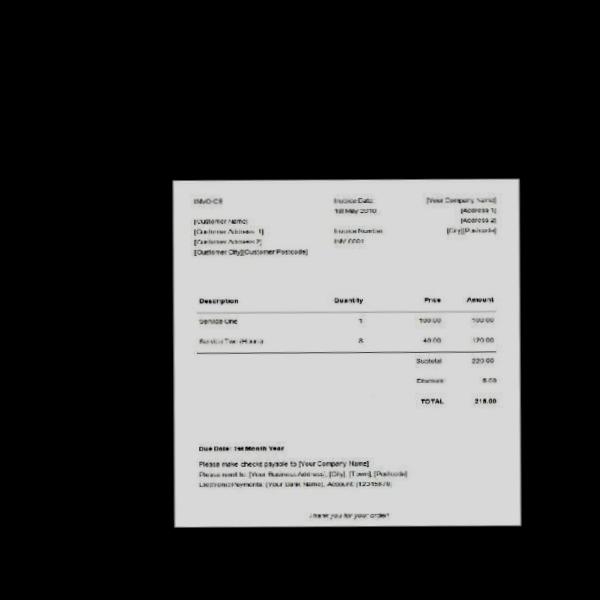 INVOICE
Invoice Date
[Your Company Name]
1st May 2010
[Address 1]
[Customer Name]
[Address 2]
[Customer Address 1]
Invoice Number
[City][Postcode]
[Customer Address 2]
INV 0001
[Customer City][Customer Postcode]
Description Quantity Price Amount
Service One 1 100.00 100.00
Service Two (Hours) 40.00 120.00
Subtotal 220.00
Discount 5.00
TOTAL 215.00
Due Date: 1st Month Year
Please make checks payable to [Your Company Name]
Please remit to: [Your Business Address], [City], [Town], [Postcode]
Electronic Payments: [Your Bank Name], Account: [12345678]
Thank you for your order!